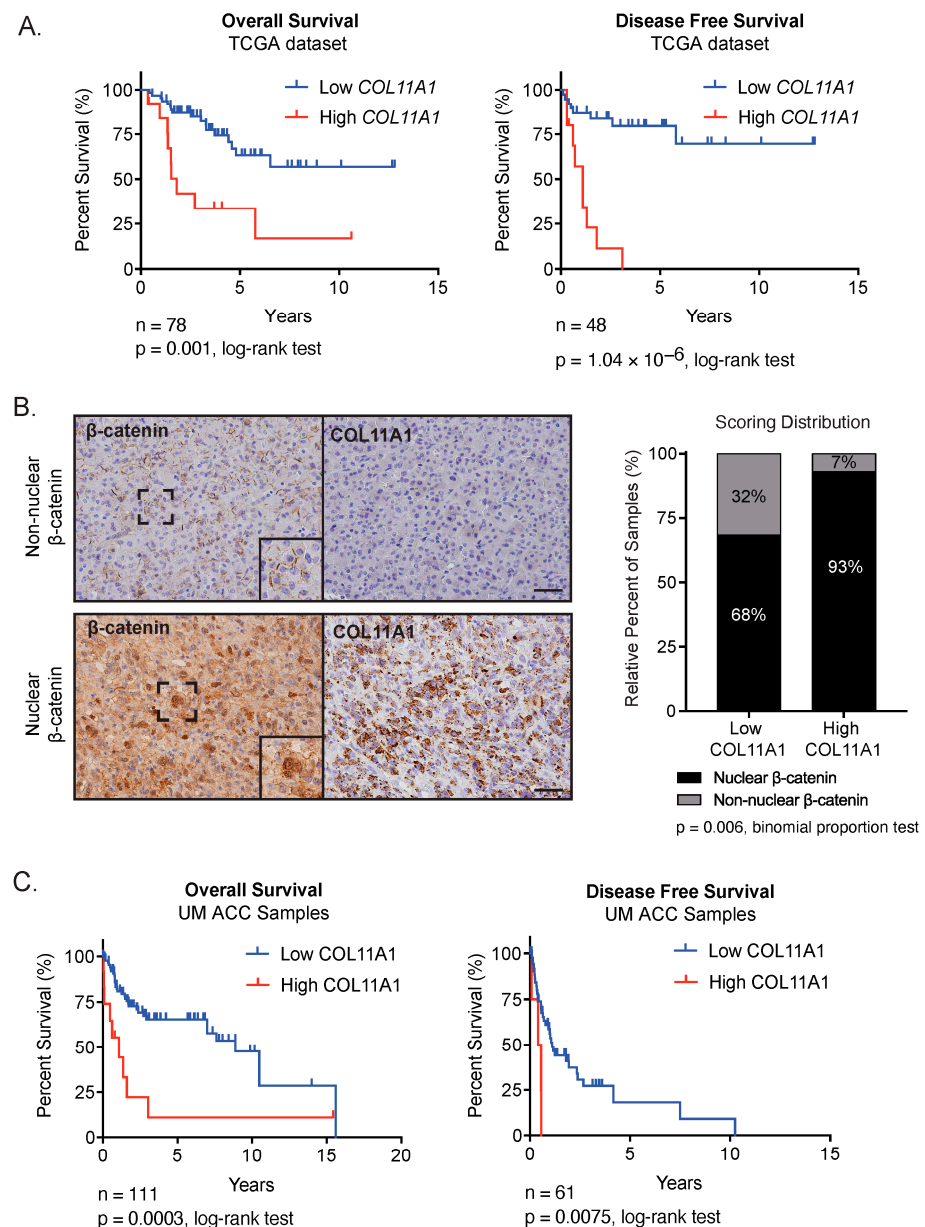 A.
Overall Survival
TCGA dataset
Low COL11A1
High COL11A1
Percent Survival (%)
100
75
50
25
0
0 5 10 15
Years
n = 78
p = 0.001, log-rank test
Disease Free Survival
TCGA dataset
Low COL11A1
High COL11A1
Percent Survival (%)
100
75
50
25
0
0 5 10 15
Years
n = 48
p = 1.04 × 10⁻⁶, log-rank test
B.
Non-nuclear
β-catenin
β-catenin
COL11A1
Nuclear
β-catenin
β-catenin
COL11A1
Scoring Distribution
Relative Percent of Samples (%)
100
75
50
25
0
32%
68%
7%
93%
Low
COL11A1
High
COL11A1
Nuclear β-catenin
Non-nuclear β-catenin
p = 0.006, binomial proportion test
C.
Overall Survival
UM ACC Samples
Low COL11A1
High COL11A1
Percent Survival (%)
100
75
50
25
0
0 5 10 15 20
Years
n = 111
p = 0.0003, log-rank test
Disease Free Survival
UM ACC Samples
Low COL11A1
High COL11A1
Percent Survival (%)
100
75
50
25
0
0 5 10 15
Years
n = 61
p = 0.0075, log-rank test